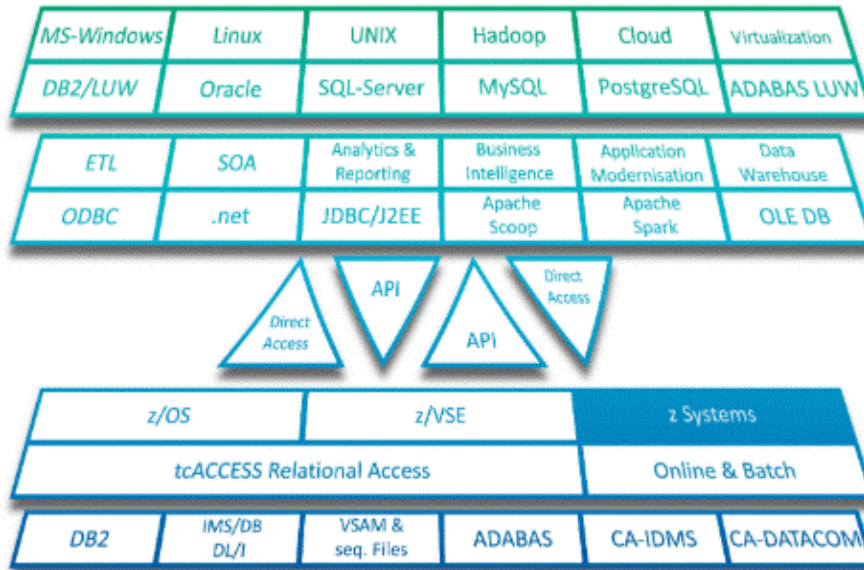 MS-Windows Linux UNIX Hadoop Cloud Virtualization
DB2/LUW Oracle SQL-Server MySQL PostgreSQL ADABAS LUW
ETL SOA Analytics & Reporting Business Intelligence Application Modernisation Data Warehouse
ODBC .net JDBC/J2EE Apache Scoop Apache Spark OLE DB
Direct Access API API Direct Access
z/OS z/VSE z Systems
tcACCESS Relational Access Online & Batch
DB2 IMS/DB DL/I VSAM & seq. Files ADABAS CA-IDMS CA-DATACOM